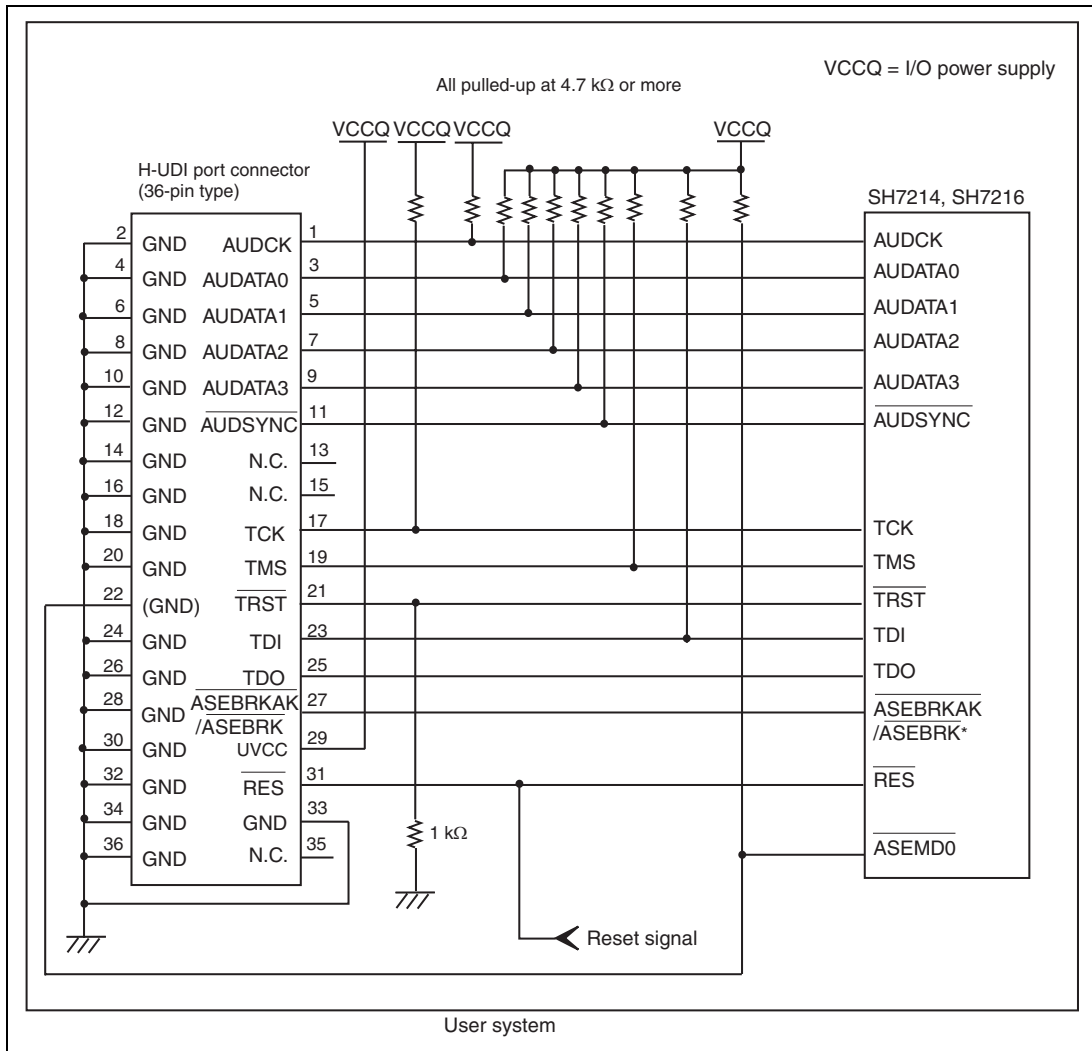 VCCQ = I/O power supply
All pulled-up at 4.7 kΩ or more
VCCQ VCCQ VCCQ VCCQ
H-UDI port connector
(36-pin type)
SH7214, SH7216
2 GND AUDCK 1 AUDCK
4 GND AUDATA0 3 AUDATA0
6 GND AUDATA1 5 AUDATA1
8 GND AUDATA2 7 AUDATA2
10 GND AUDATA3 9 AUDATA3
12 GND AUDSYNC 11 AUDSYNC
14 GND N.C. 13
16 GND N.C. 15
18 GND TCK 17 TCK
20 GND TMS 19 TMS
22 (GND) TRST 21 TRST
24 GND TDI 23 TDI
26 GND TDO 25 TDO
28 GND ASEBRKAK 27 ASEBRKAK
/ASEBRK /ASEBRK*
30 GND UVCC 29
32 GND RES 31 RES
34 GND GND 33
1 kΩ
36 GND N.C. 35 ASEMD0
Reset signal
User system